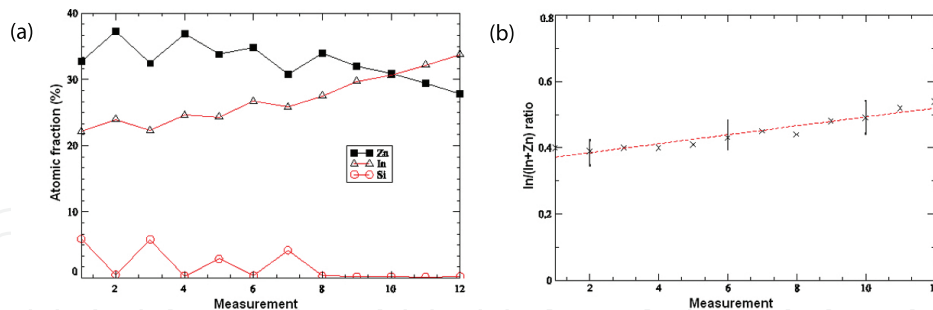 (a)
Atomic fraction (%)
40
30
20
10
0
Zn
In
Si
2
4
6
8
10
12
Measurement
(b)
In/(In+Zn) ratio
0.8
0.6
0.4
0.2
0
2
4
6
8
10
12
Measurement